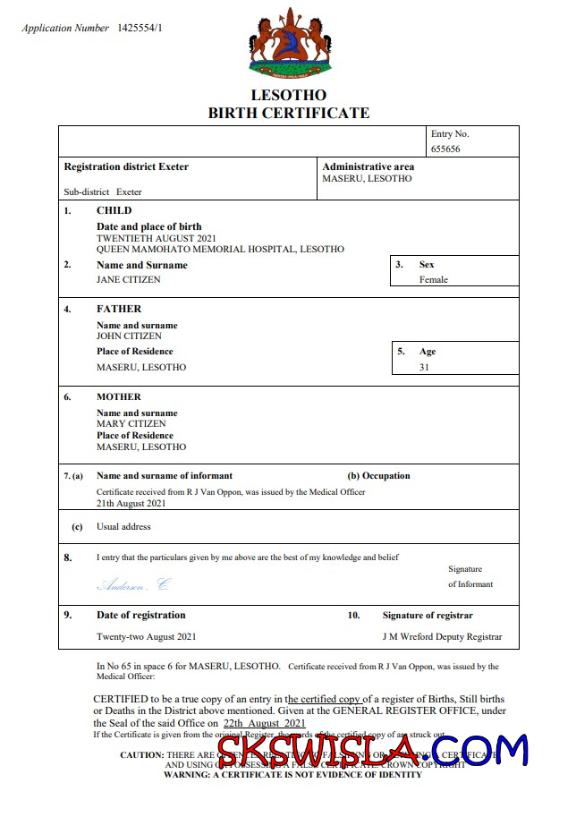 Application Number 1425554/1
LESOTHO
BIRTH CERTIFICATE
Entry No.
655656
Registration district Exeter
Administrative area
MASERU, LESOTHO
Sub-district Exeter
1. CHILD
Date and place of birth
TWENTIETH AUGUST 2021
QUEEN MAMOHATO MEMORIAL HOSPITAL, LESOTHO
2. Name and Surname
3. Sex
JANE CITIZEN
Female
4. FATHER
Name and surname
JOHN CITIZEN
Place of Residence
5. Age
MASERU, LESOTHO
31
6. MOTHER
Name and surname
MARY CITIZEN
Place of Residence
MASERU, LESOTHO
7. (a) Name and surname of informant
(b) Occupation
Certificate received from R J Van Oppon, was issued by the Medical Officer
21th August 2021
(c) Usual address
8. I entry that the particulars given by me above are the best of my knowledge and belief
Signature
of Informant
Anderson . C
9. Date of registration
10. Signature of registrar
Twenty-two August 2021
J M Wreford Deputy Registrar
In No 65 in space 6 for MASERU, LESOTHO. Certificate received from R J Van Oppon, was issued by the
Medical Officer:
CERTIFIED to be a true copy of an entry in the certified copy of a register of Births, Still births
or Deaths in the District above mentioned. Given at the GENERAL REGISTER OFFICE, under
the Seal of the said Office on 22th August 2021
If the Certificate is given from the original Register, the words of the certified copy of are struck out
SKSWISLA.COM
CAUTION: THERE ARE CERTIFICATE
AND USING CROWN COPYRIGHT
WARNING: A CERTIFICATE IS NOT EVIDENCE OF IDENTITY